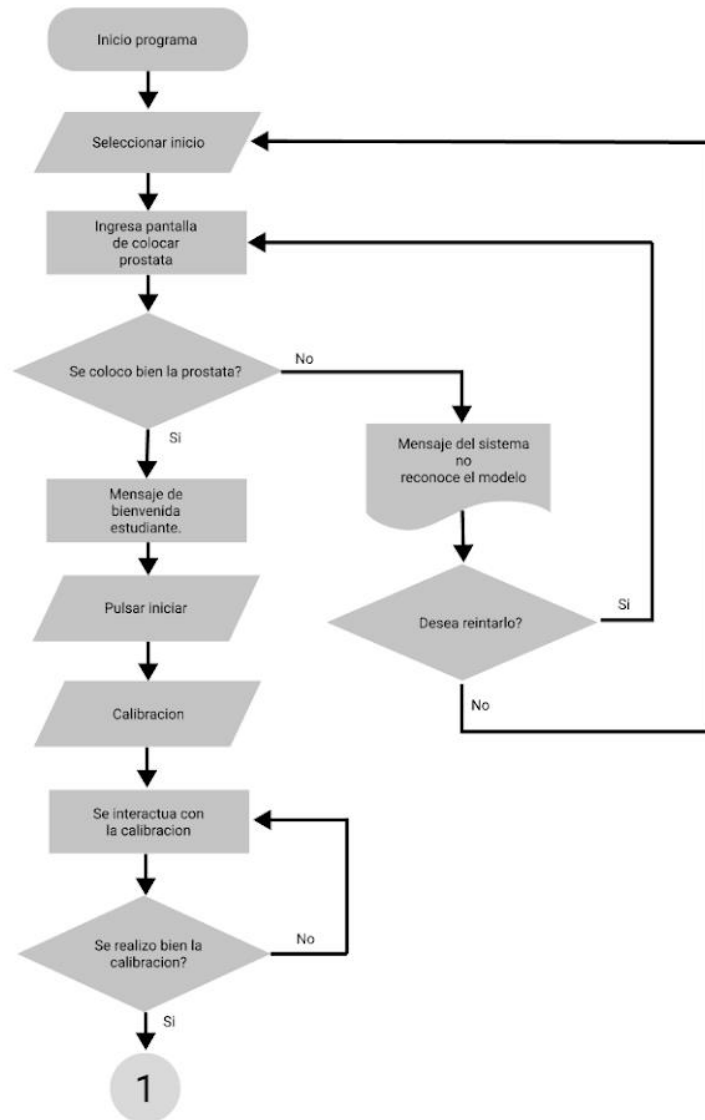 Inicio programa
Seleccionar inicio
Ingresa pantalla
de colocar
prostata
Se coloco bien la prostata?
No
Si
Mensaje del sistema
no
reconoce el modelo
Mensaje de
bienvenida
estudiante.
Desea reintarlo?
Si
No
Pulsar iniciar
Calibracion
Se interactua con
la calibracion
Se realizo bien la
calibracion?
No
Si
1